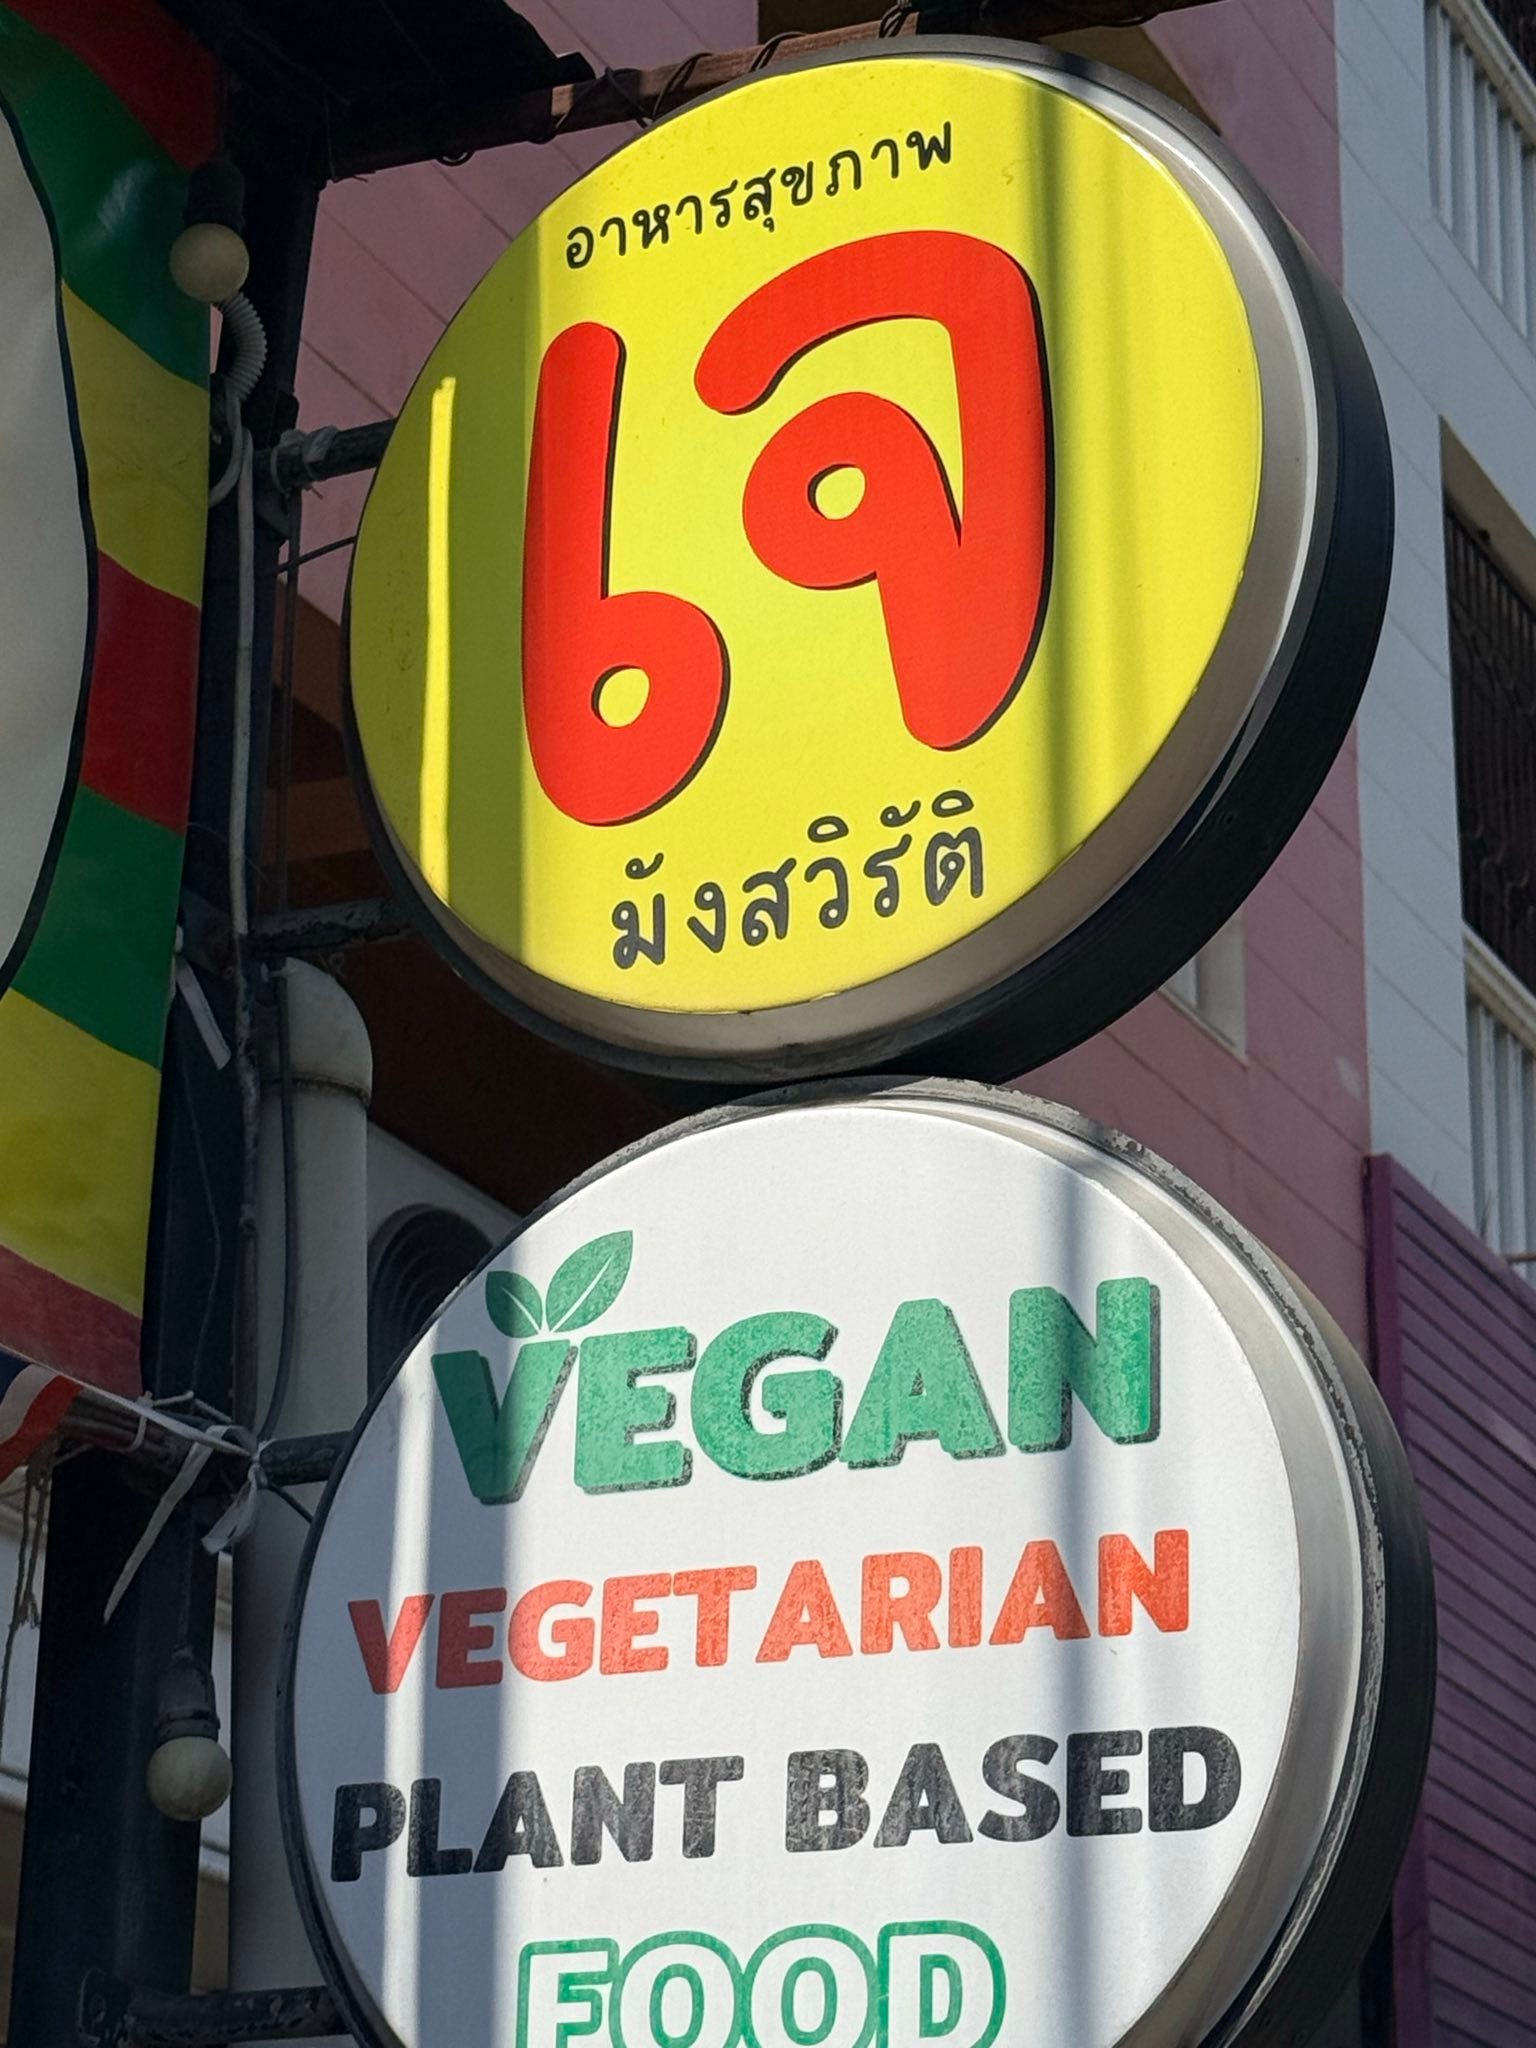 อาหารสุขภาพ
เจ
มังสวิรัติ
VEGAN
VEGETARIAN
PLANT BASED
FOOD